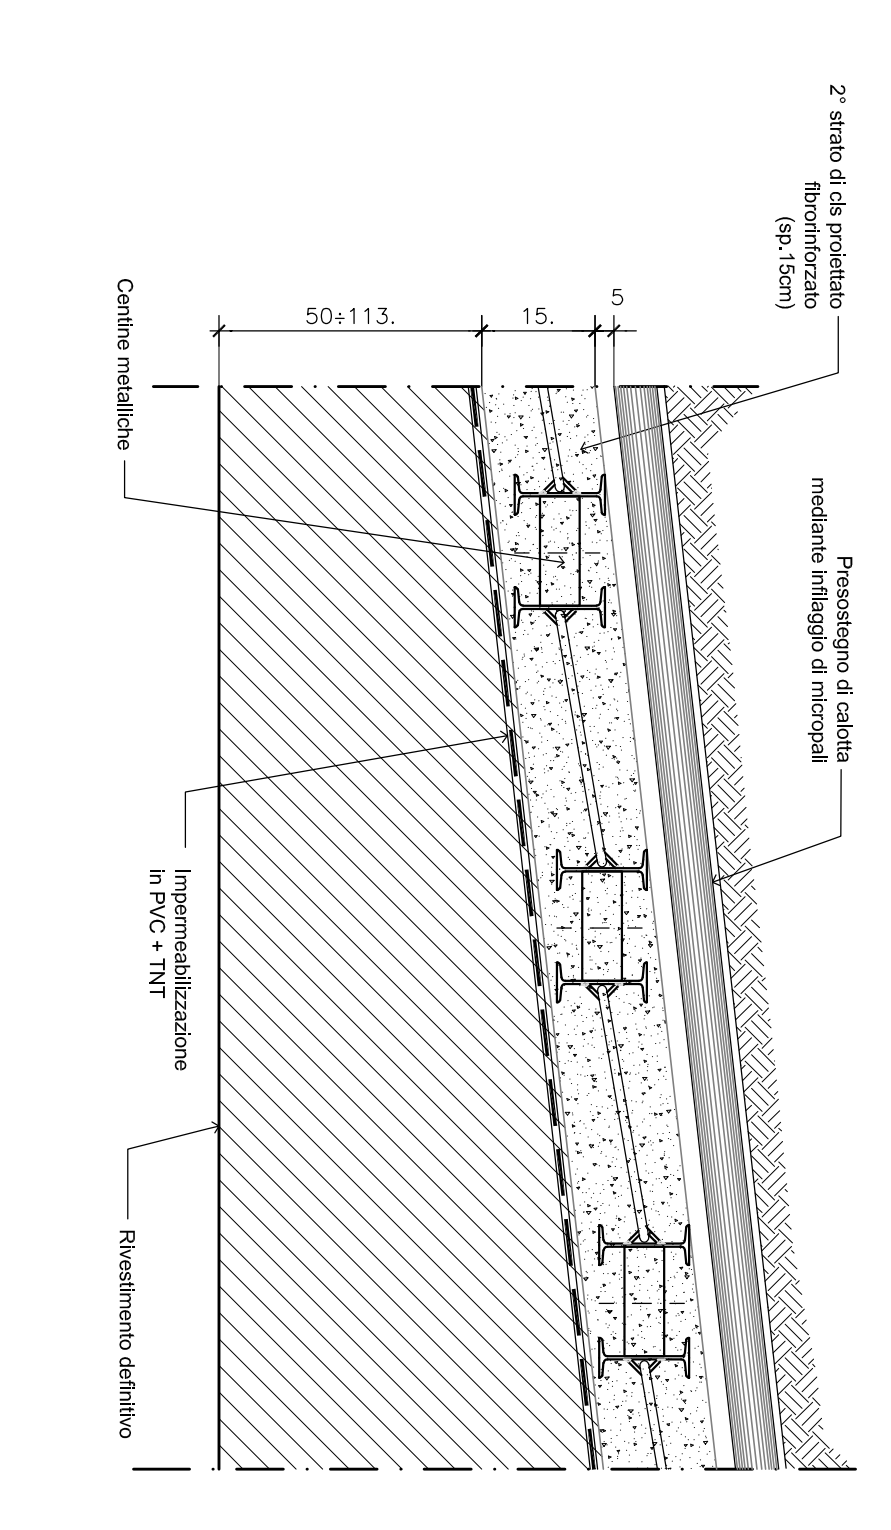 2° strato di cls proiettato
fibrorinforzato
(sp.15cm)
Presostegno di calotta
mediante infilaggio di micropali
5
15.
50÷113.
Centine metalliche
Impermeabilizzazione
in PVC + TNT
Rivestimento definitivo